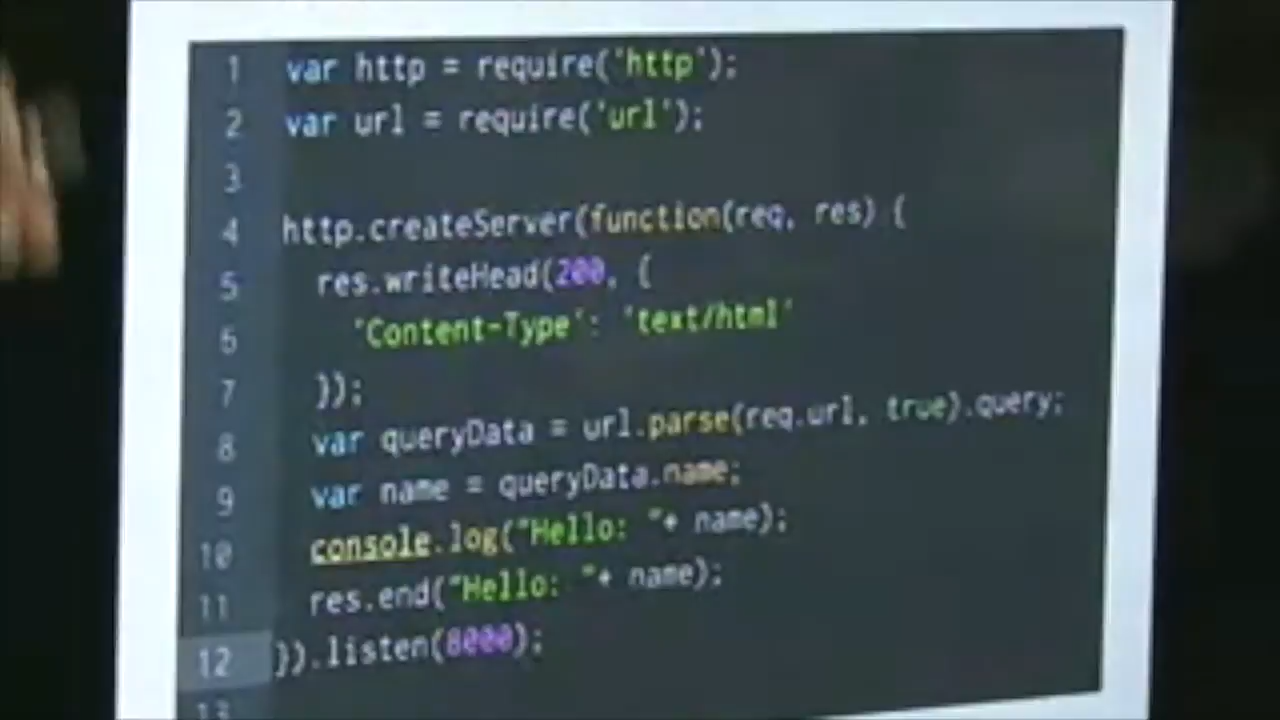 1 var http = require('http');
2 var url = require('url');
3
4 http.createServer(function(req, res) {
5 res.writeHead(200, {
6 'Content-Type': 'text/html'
7 });
8 var queryData = url.parse(req.url, true).query;
9 var name = queryData.name;
10 console.log("Hello: "+ name);
11 res.end("Hello: "+ name);
12 }).listen(8000);
13